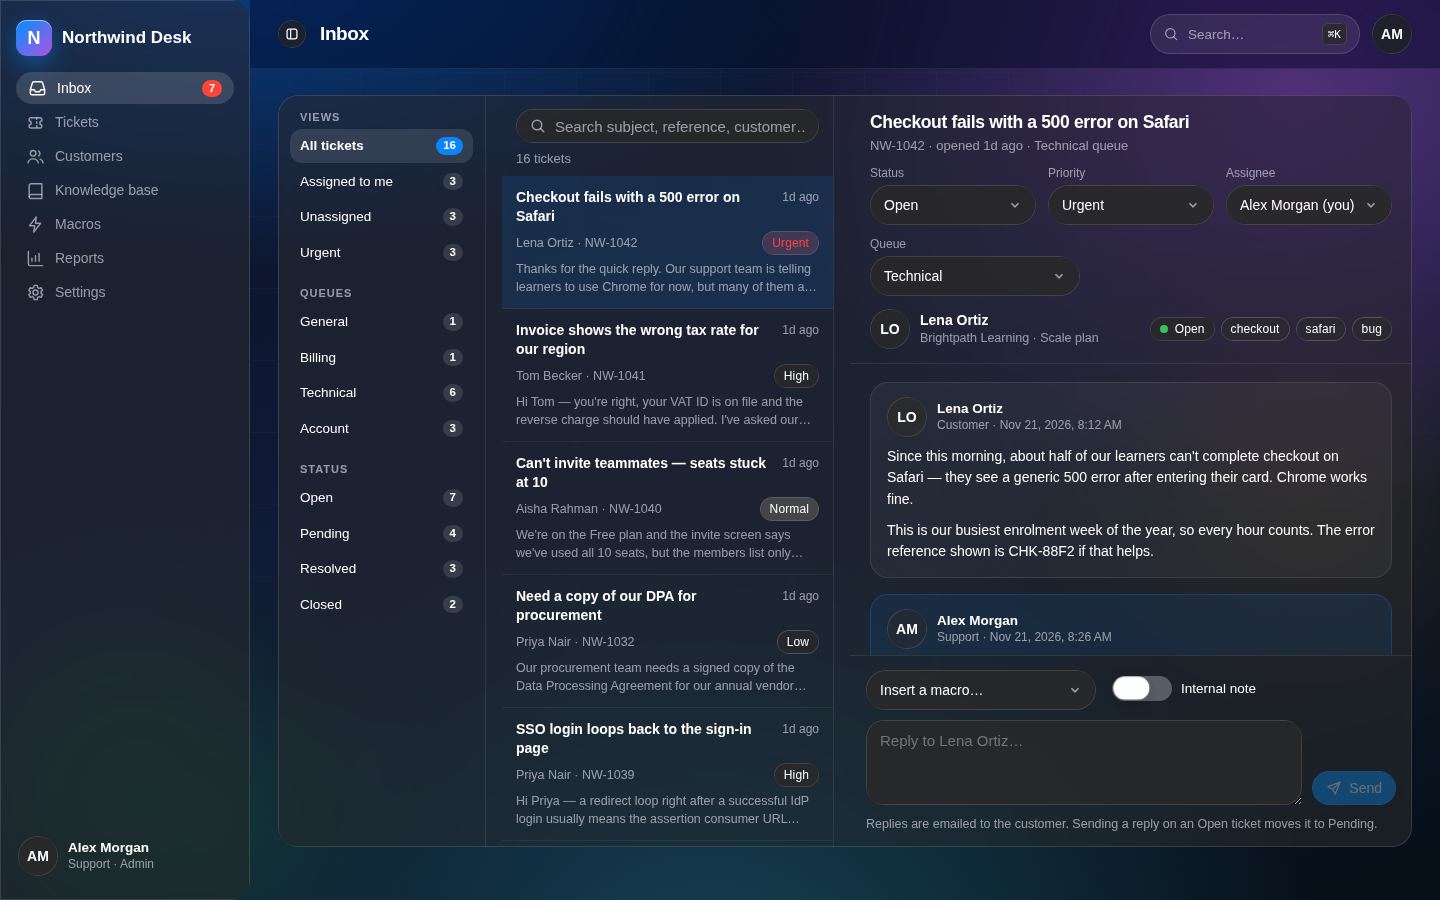 N Northwind Desk
Inbox 7
Tickets
Customers
Knowledge base
Macros
Reports
Settings
AM Alex Morgan
Support · Admin
Inbox
Search… ⌘K AM
VIEWS
All tickets 16
Assigned to me 3
Unassigned 3
Urgent 3
QUEUES
General 1
Billing 1
Technical 6
Account 3
STATUS
Open 7
Pending 4
Resolved 3
Closed 2
Search subject, reference, customer…
16 tickets
Checkout fails with a 500 error on 1d ago
Safari
Lena Ortiz · NW-1042 Urgent
Thanks for the quick reply. Our support team is telling
learners to use Chrome for now, but many of them a…
Invoice shows the wrong tax rate for 1d ago
our region
Tom Becker · NW-1041 High
Hi Tom — you're right, your VAT ID is on file and the
reverse charge should have applied. I've asked our…
Can't invite teammates — seats stuck 1d ago
at 10
Aisha Rahman · NW-1040 Normal
We're on the Free plan and the invite screen says
we've used all 10 seats, but the members list only…
Need a copy of our DPA for 1d ago
procurement
Priya Nair · NW-1032 Low
Our procurement team needs a signed copy of the
Data Processing Agreement for our annual vendor…
SSO login loops back to the sign-in 1d ago
page
Priya Nair · NW-1039 High
Hi Priya — a redirect loop right after a successful IdP
login usually means the assertion consumer URL…
Checkout fails with a 500 error on Safari
NW-1042 · opened 1d ago · Technical queue
Status Priority Assignee
Open Urgent Alex Morgan (you)
Queue
Technical
LO Lena Ortiz
Brightpath Learning · Scale plan
Open checkout safari bug
LO Lena Ortiz
Customer · Nov 21, 2026, 8:12 AM
Since this morning, about half of our learners can't complete checkout on
Safari — they see a generic 500 error after entering their card. Chrome works
fine.
This is our busiest enrolment week of the year, so every hour counts. The error
reference shown is CHK-88F2 if that helps.
AM Alex Morgan
Support · Nov 21, 2026, 8:26 AM
Insert a macro… Internal note
Reply to Lena Ortiz…
Send
Replies are emailed to the customer. Sending a reply on an Open ticket moves it to Pending.